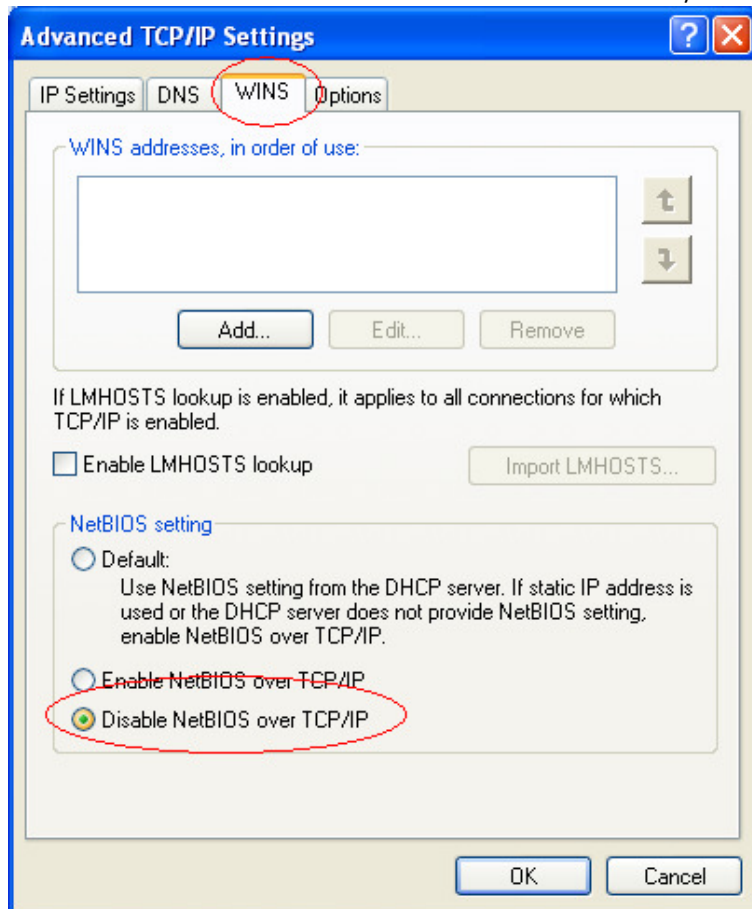 Advanced TCP/IP Settings
IP Settings DNS WINS Options
WINS addresses, in order of use:
Add... Edit... Remove
If LMHOSTS lookup is enabled, it applies to all connections for which
TCP/IP is enabled.
Enable LMHOSTS lookup Import LMHOSTS...
NetBIOS setting
Default:
Use NetBIOS setting from the DHCP server. If static IP address is
used or the DHCP server does not provide NetBIOS setting,
enable NetBIOS over TCP/IP.
Enable NetBIOS over TCP/IP
Disable NetBIOS over TCP/IP
OK Cancel